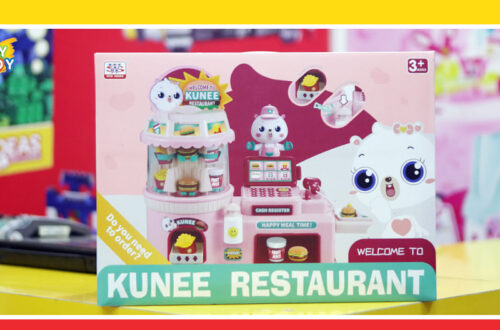 3+
WELCOME TO
KUNEE
RESTAURANT
KUNEE
CASH REGISTER
HAPPY MEAL TIME!
Do you need
to order?
WELCOME TO
KUNEE RESTAURANT